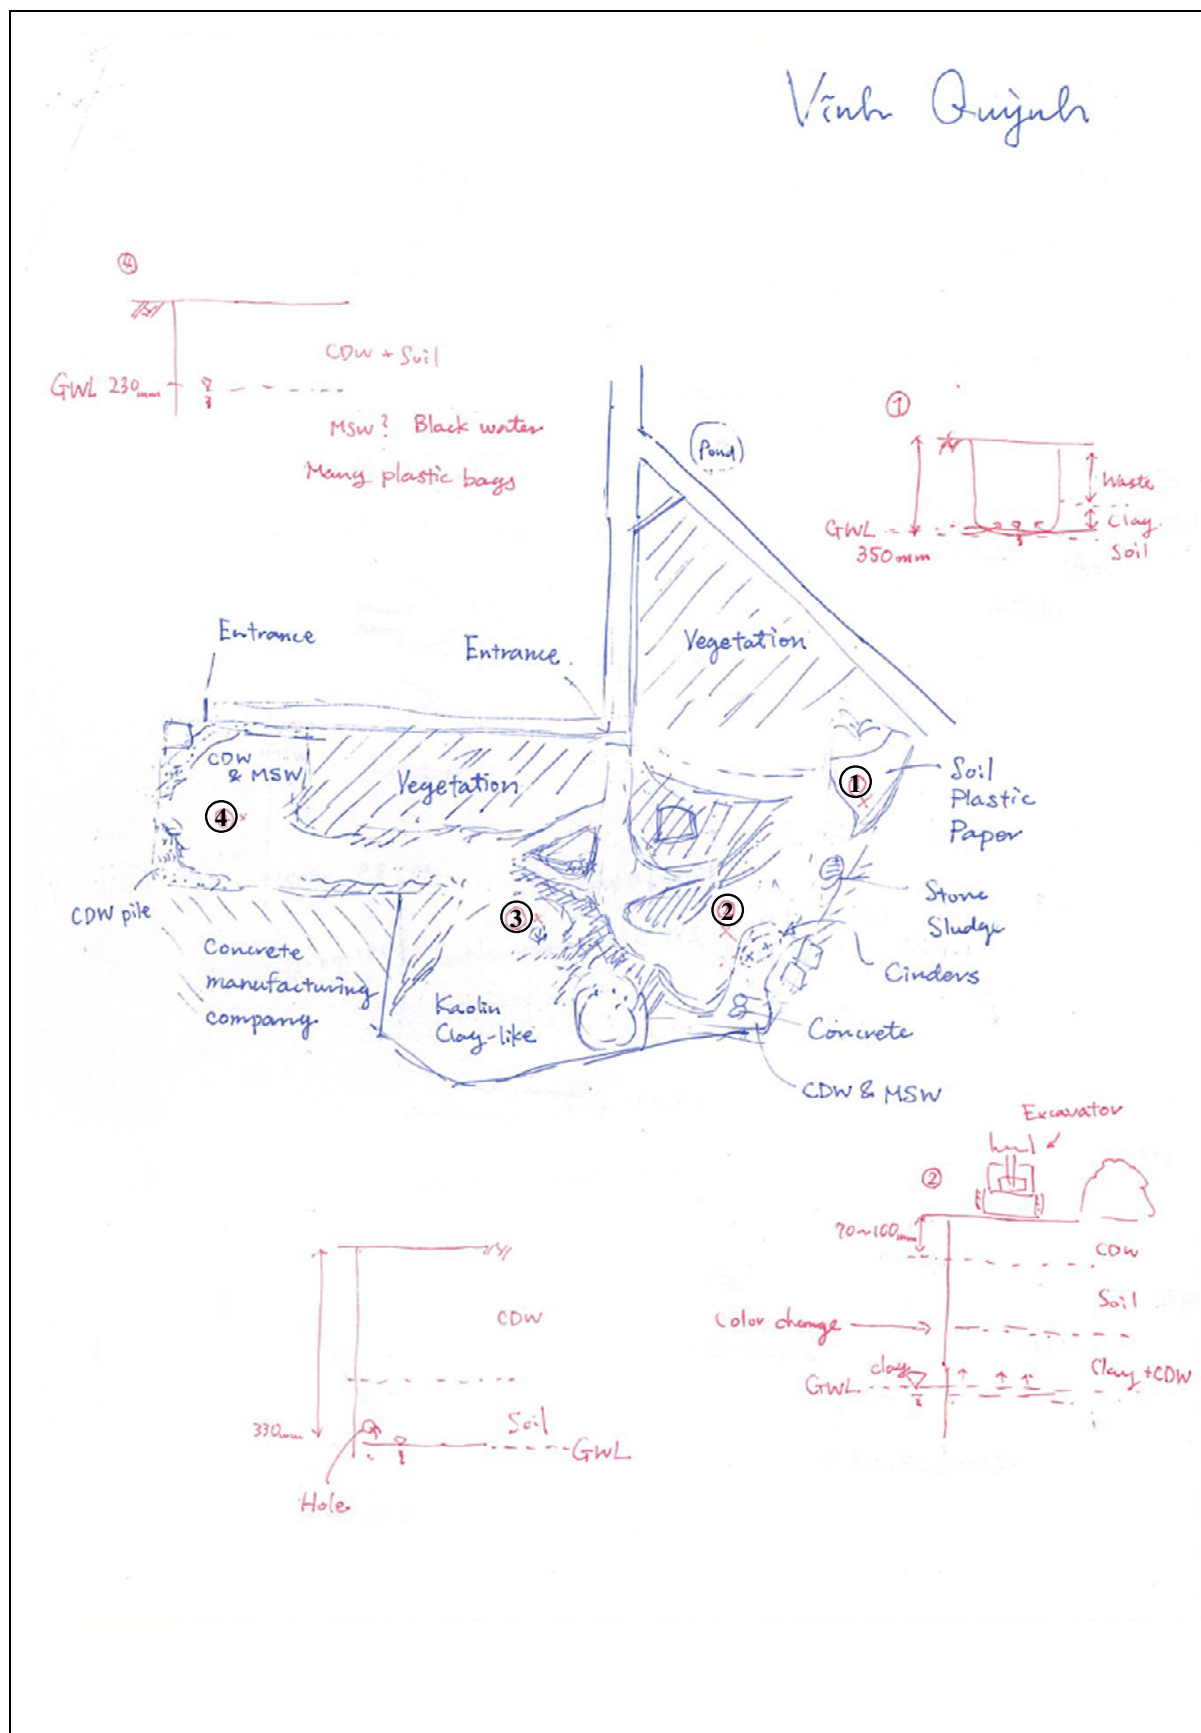 Vĩnh Quỳnh
④
CDW + Soil
GWL 230mm
MSW? Black water
Many plastic bags
①
Waste
Clay
Soil
GWL
350mm
Pond
Vegetation
Entrance
Entrance
CDW
& MSW
Vegetation
①
④
Soil
Plastic
Paper
②
③
Stone
Sludge
CDW pile
Concrete
manufacturing
company
Kaolin
Clay-like
Cinders
Concrete
CDW & MSW
Excavator
②
70~100mm
CDW
Soil
Color change
clay
Clay + CDW
GWL
CDW
330mm
Soil
GWL
Hole